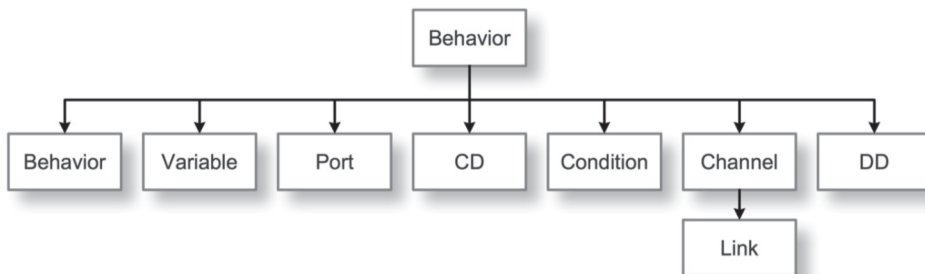 Behavior
Behavior Variable Port CD Condition Channel DD
Link